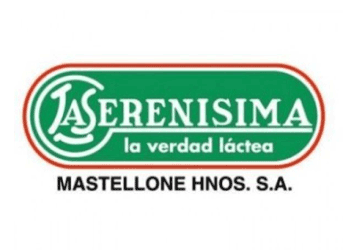 LA SERENISIMA
la verdad láctea
MASTELLONE HNOS. S.A.